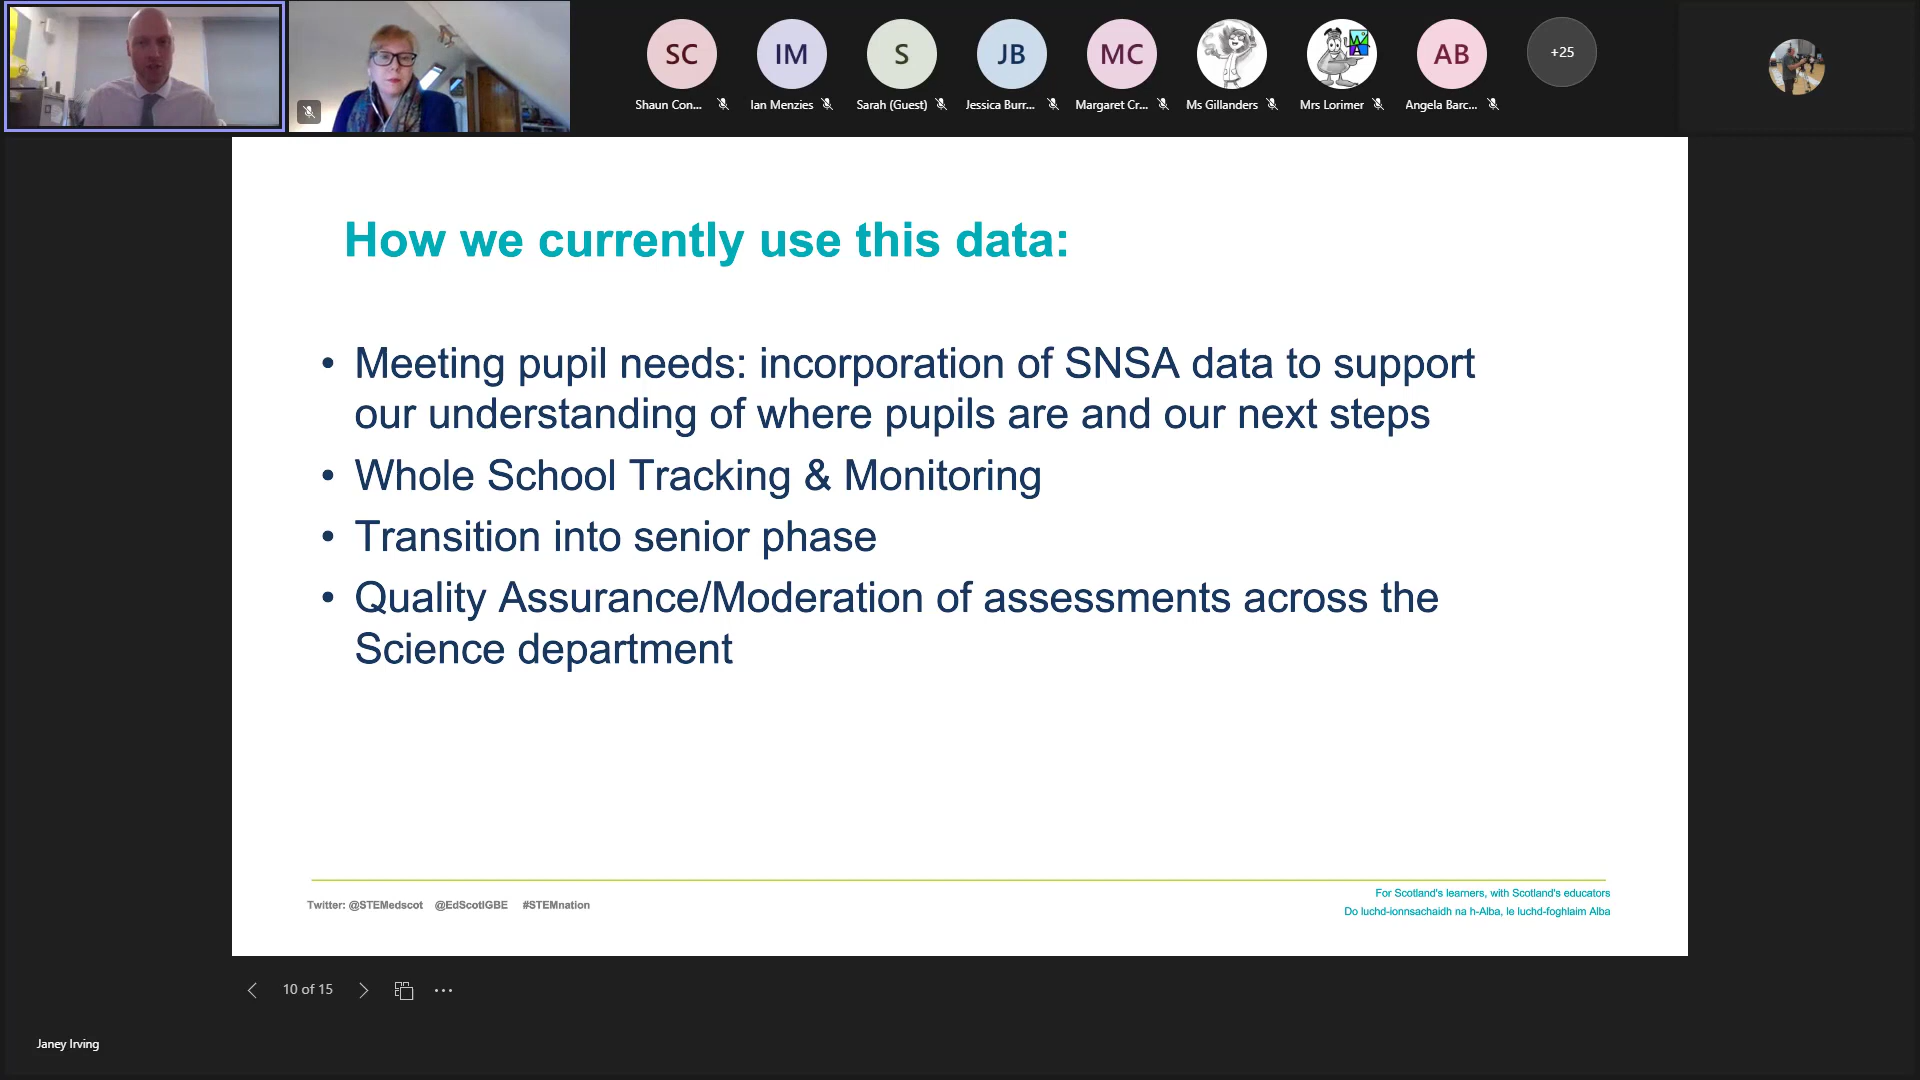 SC
IM
S
JB
MC
AB
+25
Shaun Con...
Ian Menzies
Sarah (Guest)
Jessica Burr...
Margaret Cr...
Ms Gillanders
Mrs Lorimer
Angela Barc...
How we currently use this data:
• Meeting pupil needs: incorporation of SNSA data to support
our understanding of where pupils are and our next steps
• Whole School Tracking & Monitoring
• Transition into senior phase
• Quality Assurance/Moderation of assessments across the
Science department
Twitter: @STEMedscot @EdScotIGBE #STEMnation
For Scotland's learners, with Scotland's educators
Do luchd-ionnsachaidh na h-Alba, le luchd-foghlaim Alba
10 of 15
Janey Irving